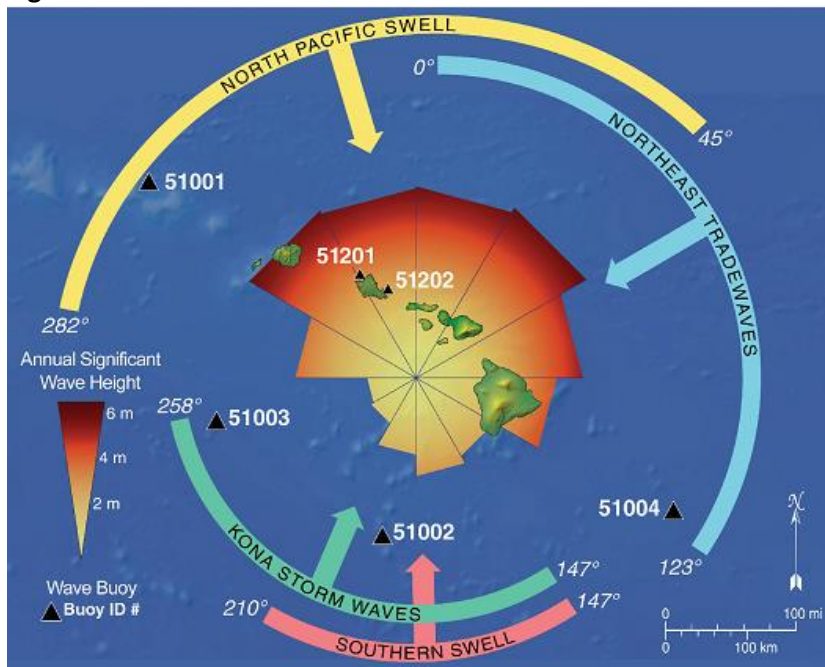 NORTH PACIFIC SWELL
0°
45°
NORTHEAST TRADEWAVES
51001
51201
51202
282°
Annual Significant
Wave Height
6 m
4 m
2 m
258°
51003
51004
51002
KONA STORM WAVES
147°
123°
210°
147°
SOUTHERN SWELL
Wave Buoy
Buoy ID #
N
0
100 mi
0
100 km